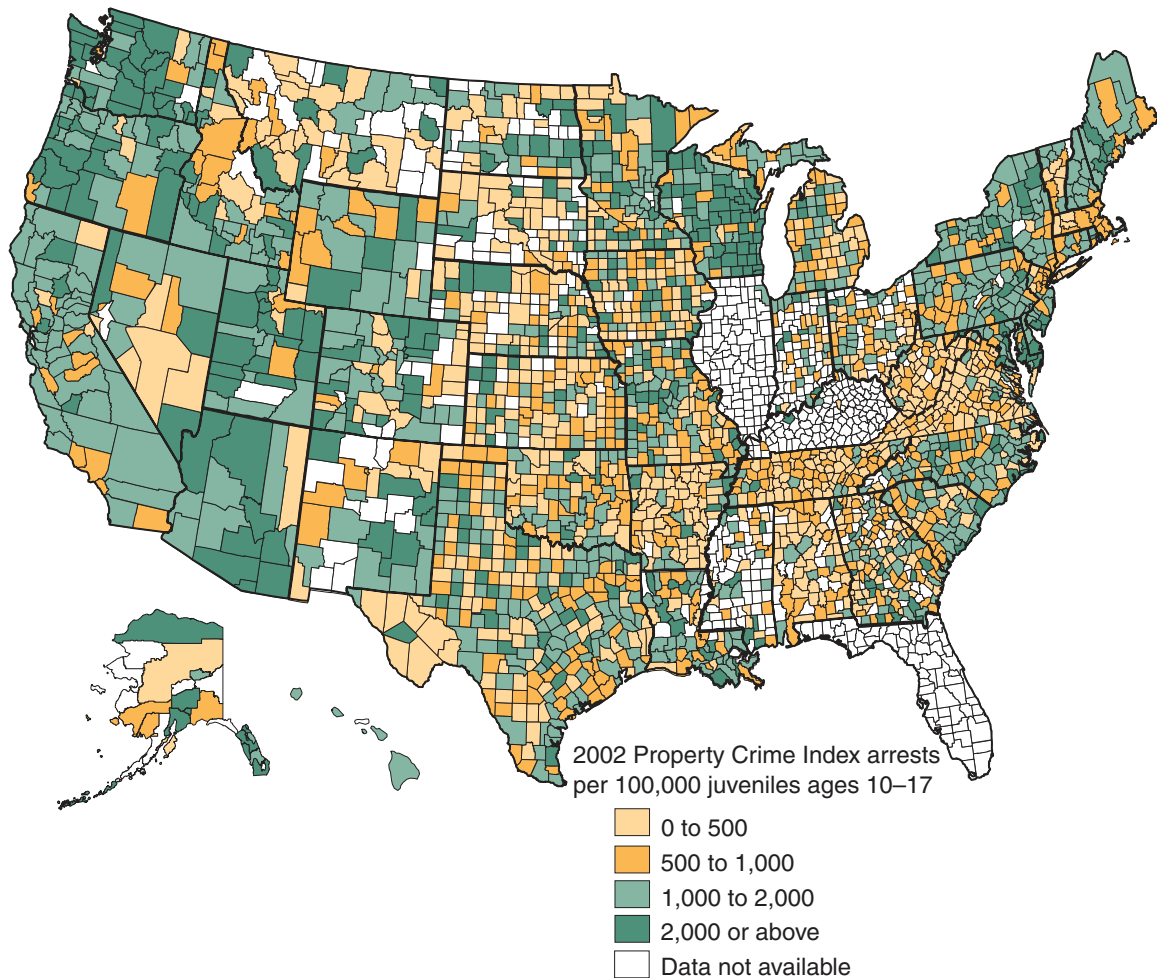 2002 Property Crime Index arrests
per 100,000 juveniles ages 10–17
0 to 500
500 to 1,000
1,000 to 2,000
2,000 or above
Data not available